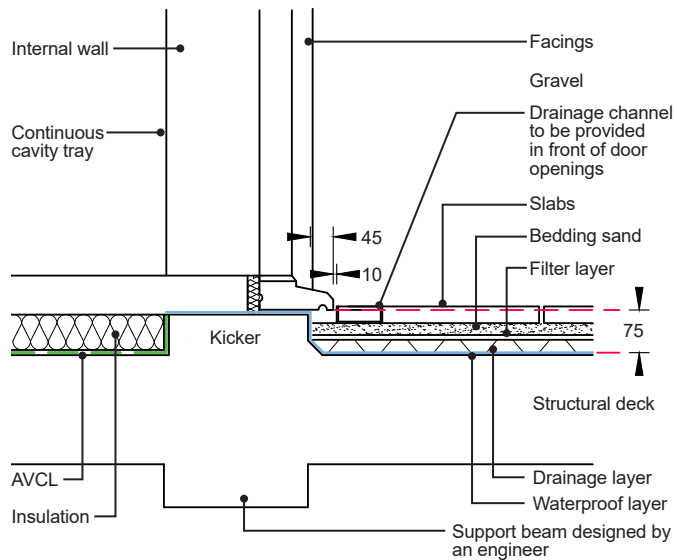 Internal wall
Continuous
cavity tray
Facings
Gravel
Drainage channel
to be provided
in front of door
openings
Slabs
45
Bedding sand
10
Filter layer
Kicker
75
Structural deck
AVCL
Insulation
Drainage layer
Waterproof layer
Support beam designed by
an engineer